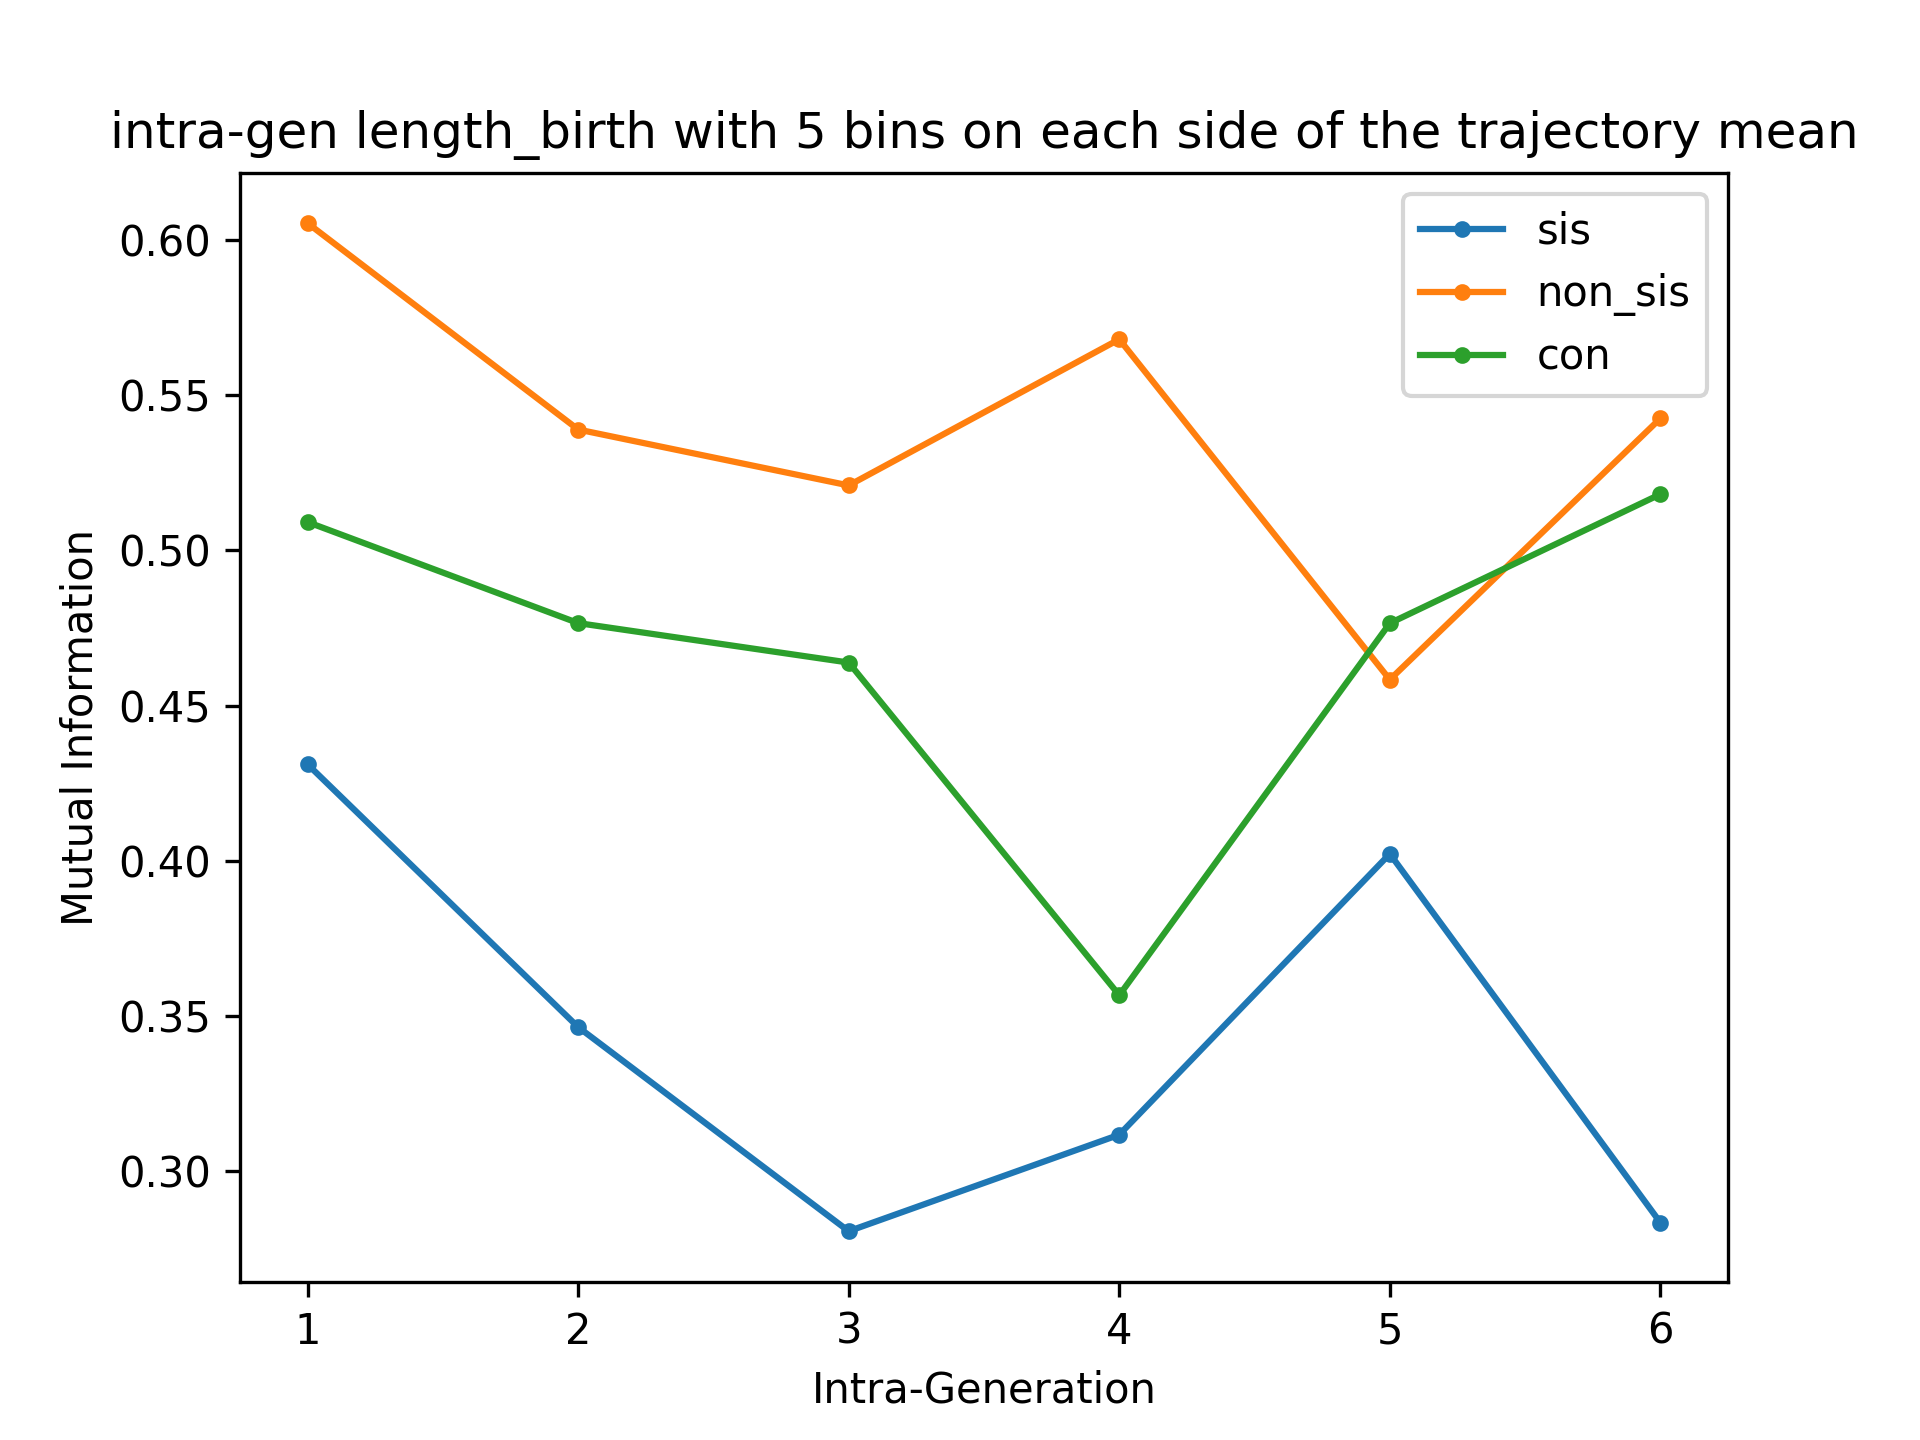 intra-gen length_birth with 5 bins on each side of the trajectory mean
sis
non_sis
con
0.60
0.55
0.50
0.45
0.40
0.35
0.30
Mutual Information
1 2 3 4 5 6
Intra-Generation